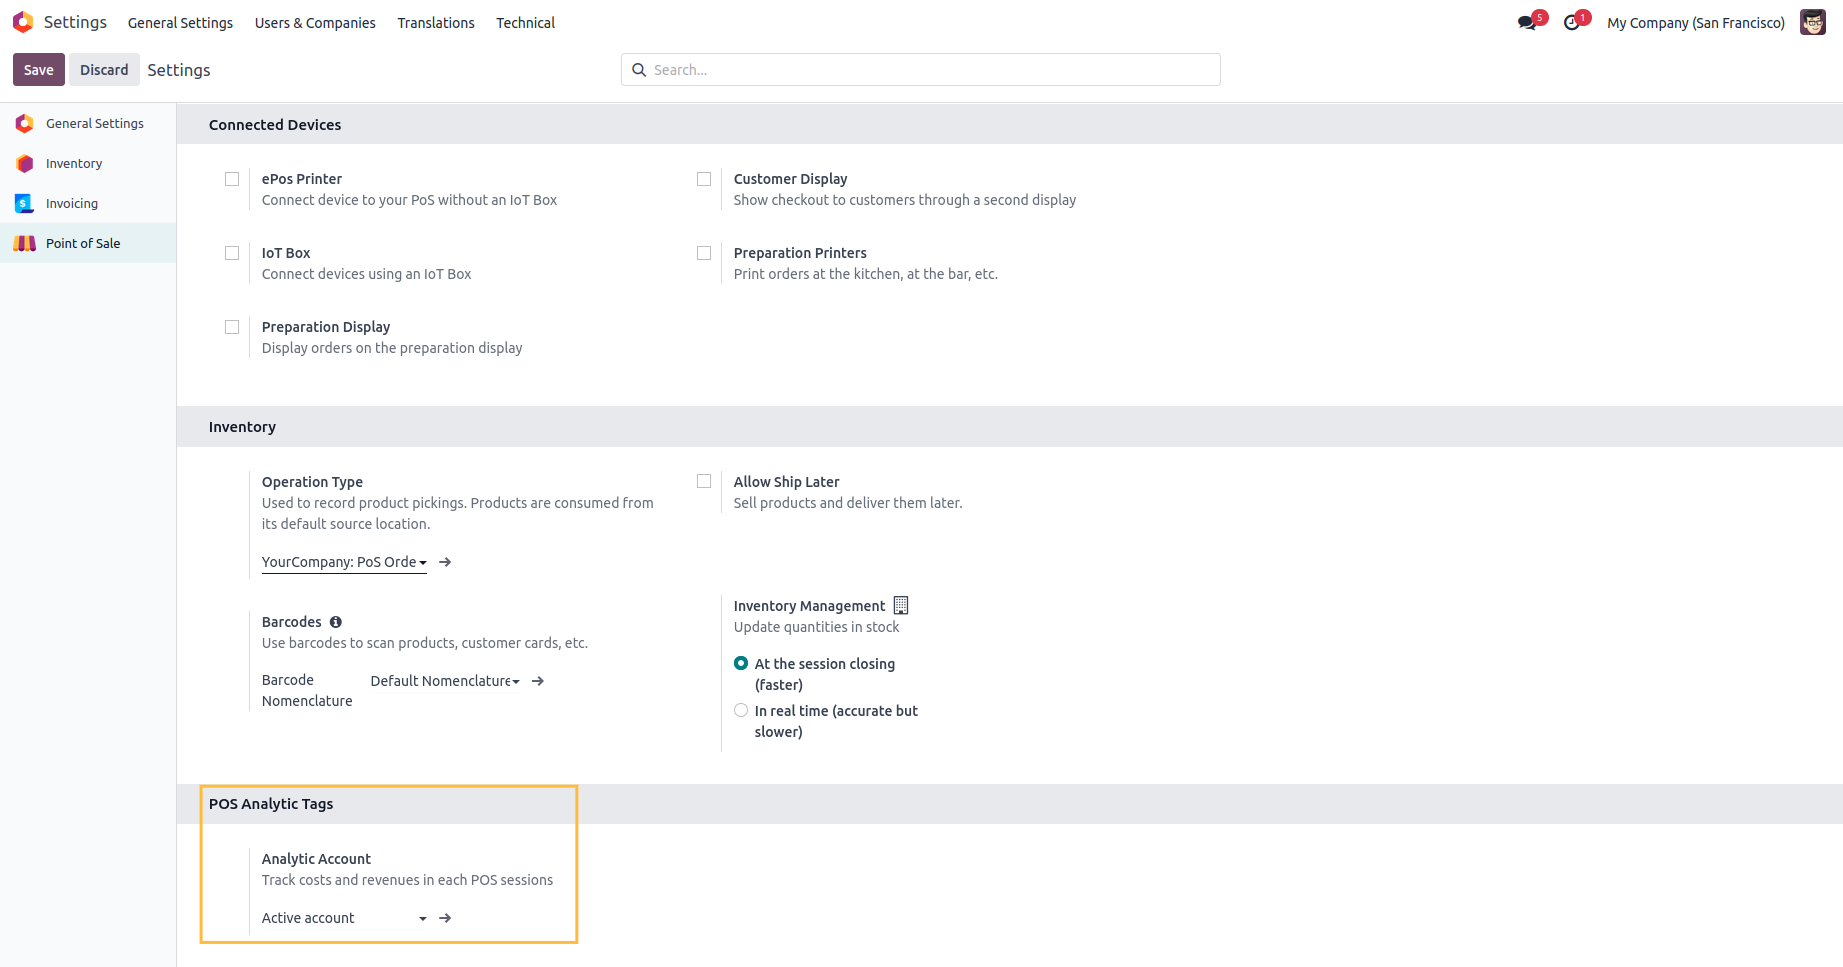 Settings General Settings Users & Companies Translations Technical 5 1 My Company (San Francisco)
Save Discard Settings Search...
General Settings
Inventory
Invoicing
Point of Sale
Connected Devices
ePos Printer
Connect device to your PoS without an IoT Box
Customer Display
Show checkout to customers through a second display
IoT Box
Connect devices using an IoT Box
Preparation Printers
Print orders at the kitchen, at the bar, etc.
Preparation Display
Display orders on the preparation display
Inventory
Operation Type
Used to record product pickings. Products are consumed from
its default source location.
YourCompany: PoS Orde
Allow Ship Later
Sell products and deliver them later.
Barcodes
Use barcodes to scan products, customer cards, etc.
Barcode
Nomenclature
Default Nomenclature
Inventory Management
Update quantities in stock
At the session closing
(faster)
In real time (accurate but
slower)
POS Analytic Tags
Analytic Account
Track costs and revenues in each POS sessions
Active account